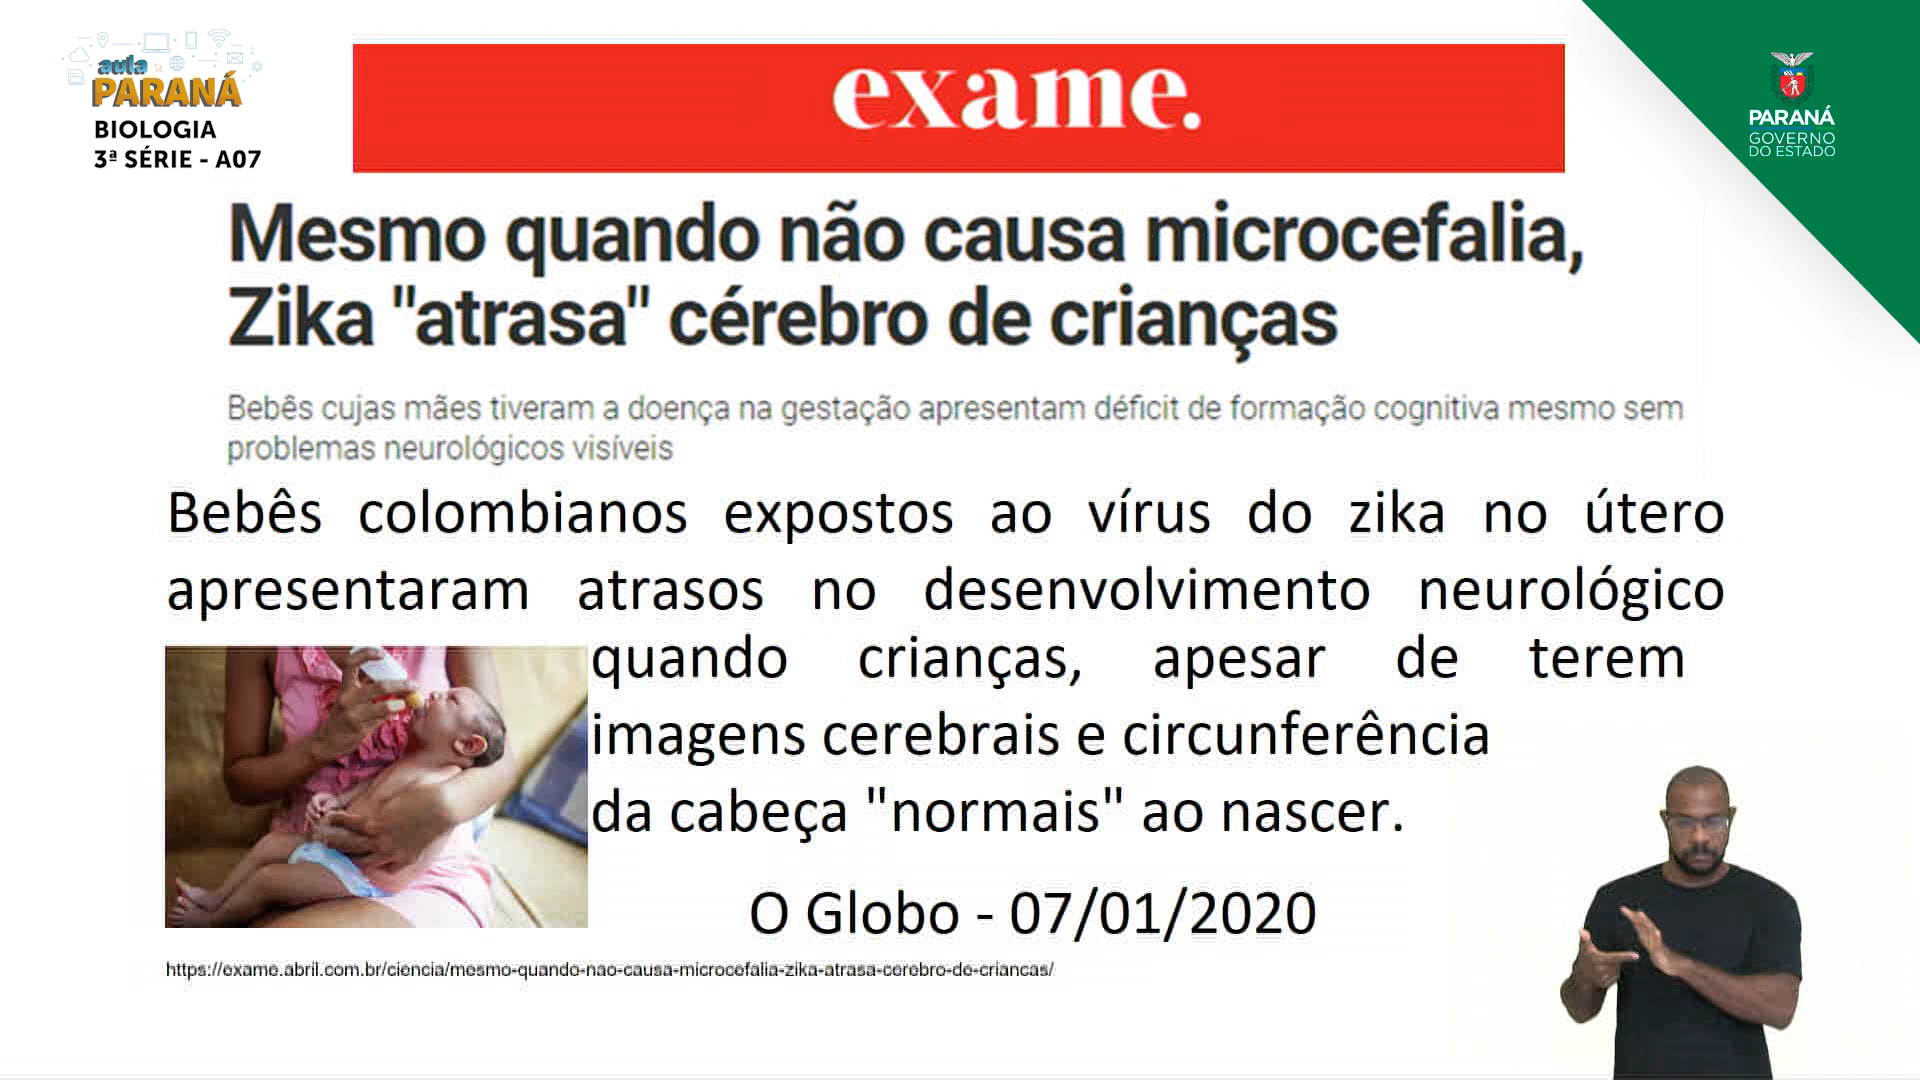 aula
PARANÁ
BIOLOGIA
3ª SÉRIE - A07
exame.
PARANÁ
GOVERNO
DO ESTADO
Mesmo quando não causa microcefalia,
Zika "atrasa" cérebro de crianças
Bebês cujas mães tiveram a doença na gestação apresentam déficit de formação cognitiva mesmo sem
problemas neurológicos visíveis
Bebês colombianos expostos ao vírus do zika no útero
apresentaram atrasos no desenvolvimento neurológico
quando crianças, apesar de terem
imagens cerebrais e circunferência
da cabeça "normais" ao nascer.
O Globo - 07/01/2020
https://exame.abril.com.br/ciencia/mesmo-quando-nao-causa-microcefalia-zika-atrasa-cerebro-de-criancas/